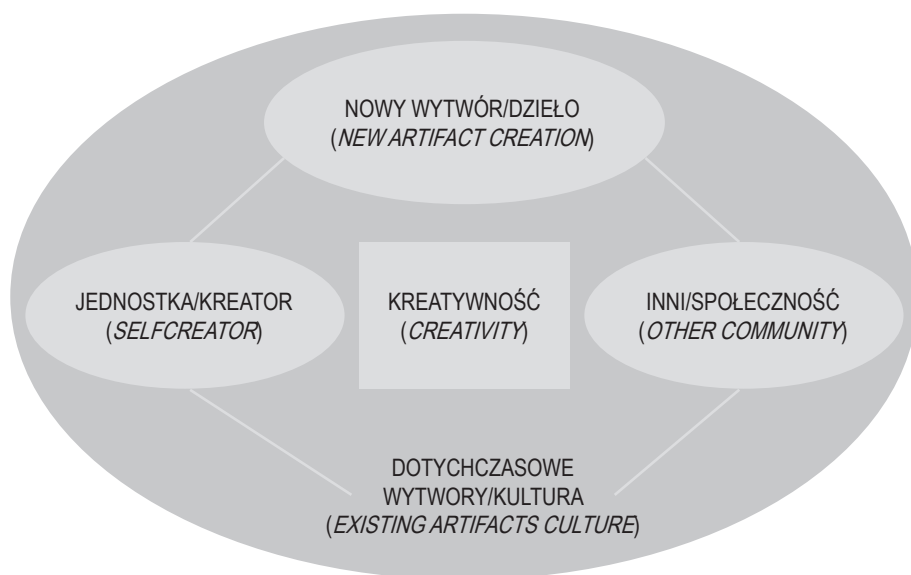 NOWY WYTWÓR/DZIEŁO
(NEW ARTIFACT CREATION)
JEDNOSTKA/KREATOR
(SELFCREATOR)
KREATYWNOŚĆ
(CREATIVITY)
INNI/SPOŁECZNOŚĆ
(OTHER COMMUNITY)
DOTYCHCZASOWE
WYTWORY/KULTURA
(EXISTING ARTIFACTS CULTURE)